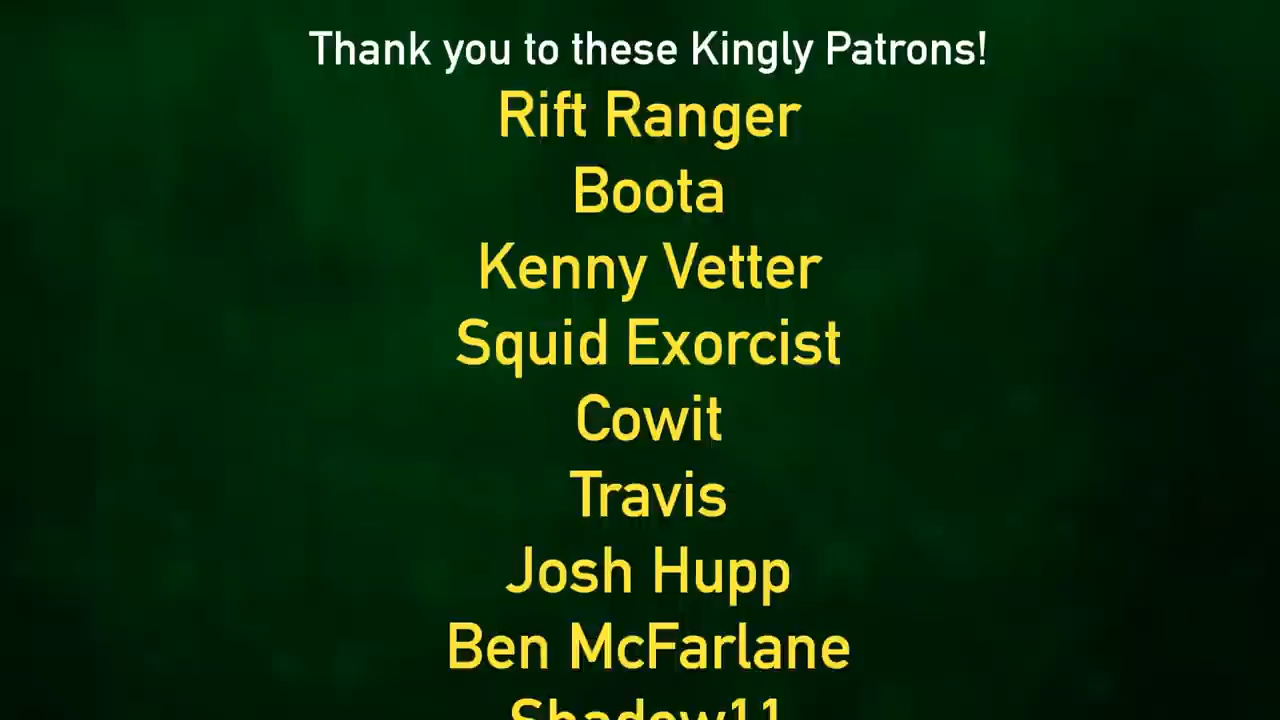 Thank you to these Kingly Patrons!
Rift Ranger
Boota
Kenny Vetter
Squid Exorcist
Cowit
Travis
Josh Hupp
Ben McFarlane
Shadow11